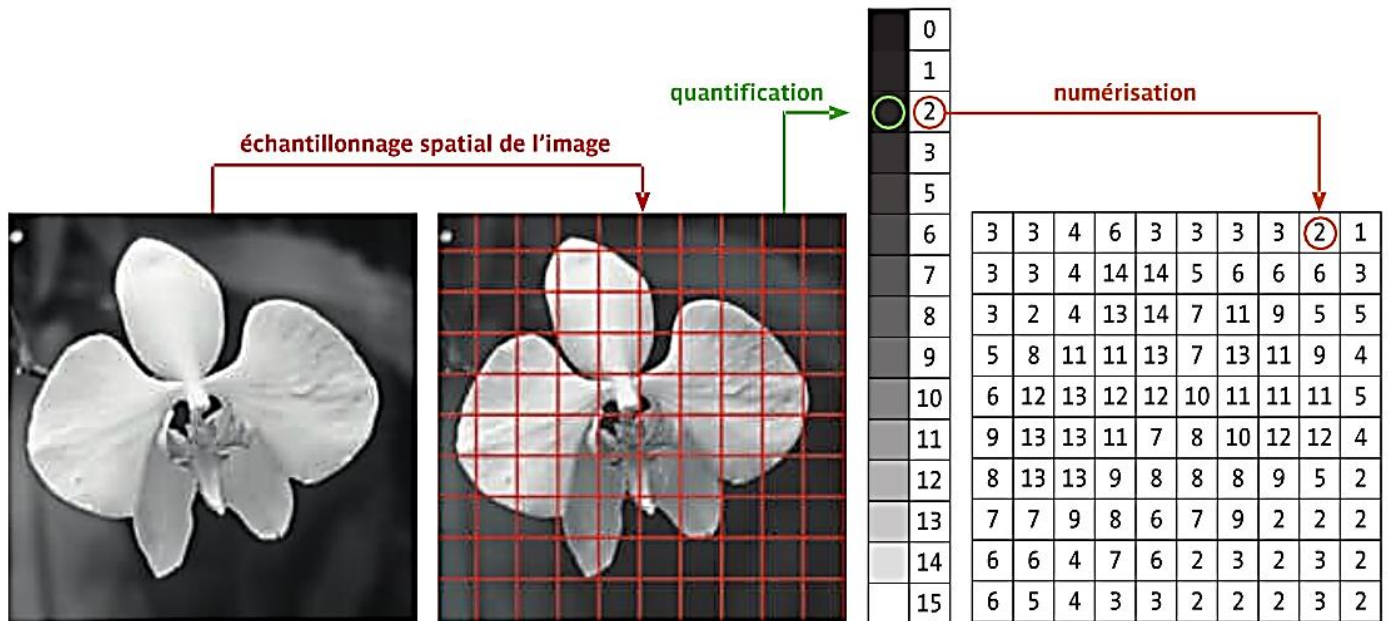 échantillonnage spatial de l'image
quantification
numérisation
0
1
2
3
5
6
7
8
9
10
11
12
13
14
15
3 3 4 6 3 3 3 3 2 1
3 3 4 14 14 5 6 6 6 3
3 2 4 13 14 7 11 9 5 5
5 8 11 11 13 7 13 11 9 4
6 12 13 12 12 10 11 11 11 5
9 13 13 11 7 8 10 12 12 4
8 13 13 9 8 8 8 9 5 2
7 7 9 8 6 7 9 2 2 2
6 6 4 7 6 2 3 2 3 2
6 5 4 3 3 2 2 2 3 2